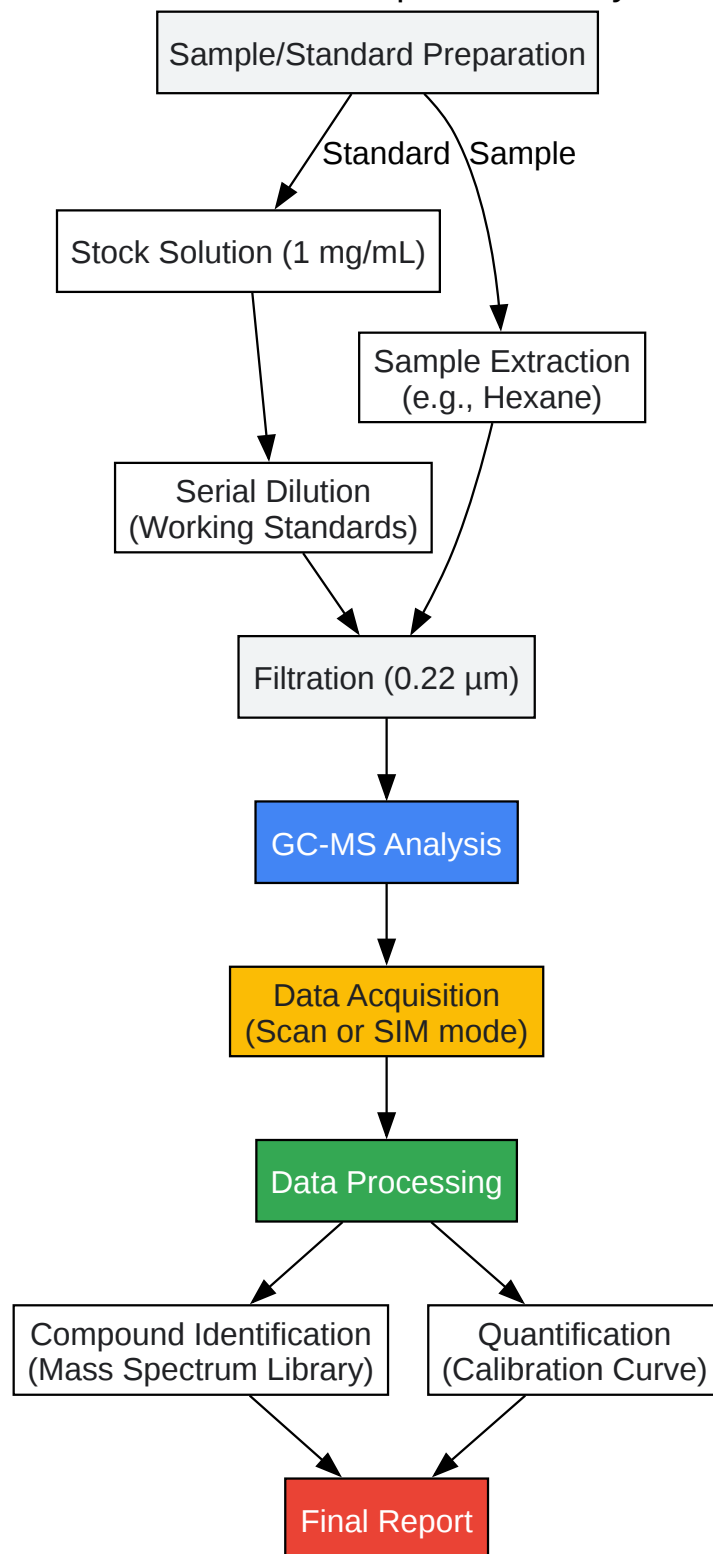 Sample/Standard Preparation
Standard
Sample
Stock Solution (1 mg/mL)
Sample Extraction
(e.g., Hexane)
Serial Dilution
(Working Standards)
Filtration (0.22 µm)
GC-MS Analysis
Data Acquisition
(Scan or SIM mode)
Data Processing
Compound Identification
(Mass Spectrum Library)
Quantification
(Calibration Curve)
Final Report